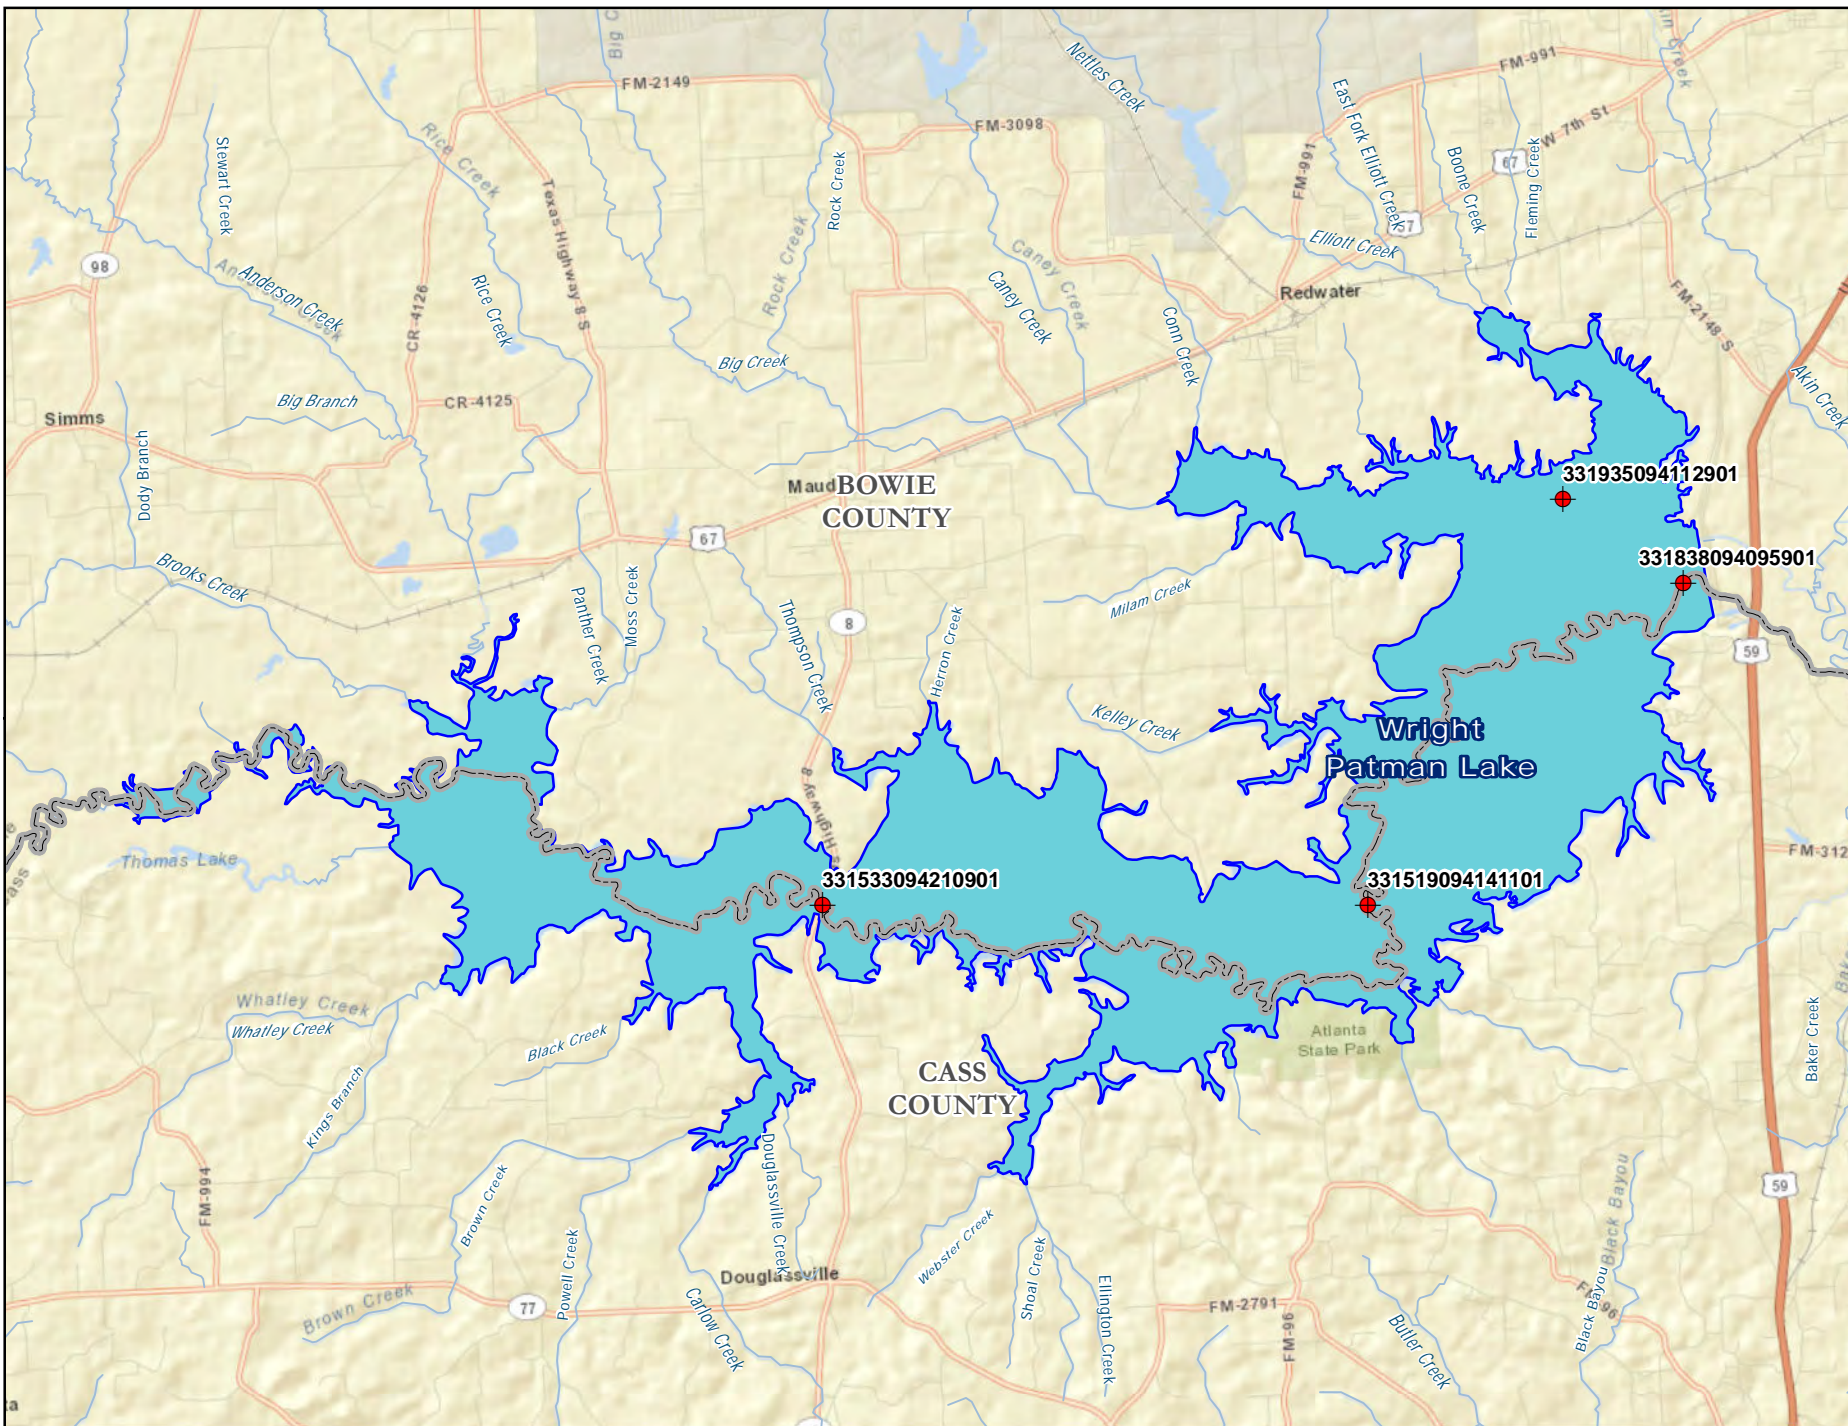 FM-2149
FM-991
Nettles Creek
East Fork Elliott Creek
W 7th St
67
FM-3098
Rice Creek
Stewart Creek
Rock Creek
Rock Creek
Boone Creek
Fleming Creek
FM-991
Texas Highway 8 S
Elliott Creek
98
Anderson Creek
Rice Creek
CR-4126
Caney Creek
Caney Creek
Redwater
FM-2148 S
Conn Creek
Big Creek
Akin Creek
Big Branch
CR-4125
Simms
Dody Branch
331935094112901
Maud
BOWIE
COUNTY
67
331838094095901
Brooks Creek
Panther Creek
Moss Creek
Thompson Creek
8
Herron Creek
Milam Creek
59
Kelley Creek
Wright
Patman Lake
Thomas Lake
331533094210901
331519094141101
FM-312
Whatley Creek
Whatley Creek
Black Creek
Kings Branch
Atlanta
State Park
Baker Creek
CASS
COUNTY
Douglassville Creek
FM-994
Brown Creek
Powell Creek
Webster Creek
Shoal Creek
Ellington Creek
Black Bayou
59
Douglassville
77
Brown Creek
Carlow Creek
FM-2791
FM-96
FM-96
Butler Creek
Black Bayou